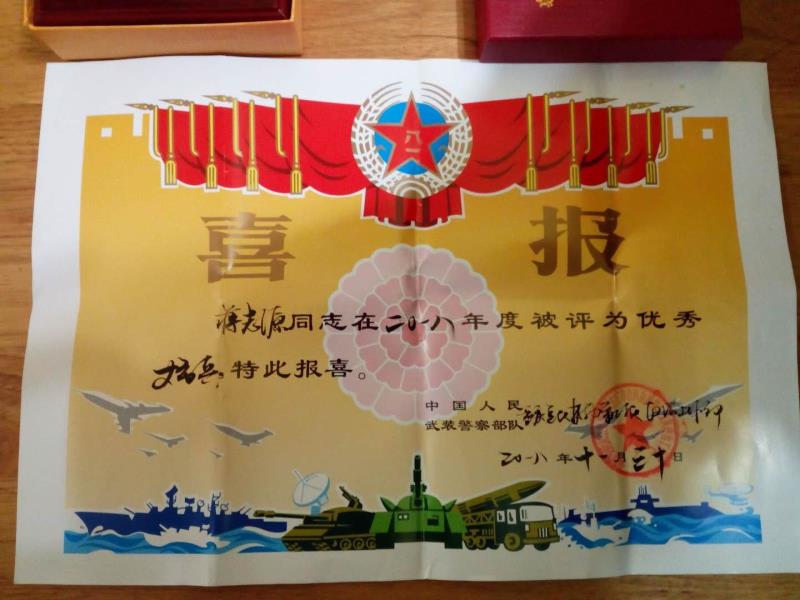 八一
喜报
蒋志源同志在二〇一八年度被评为优秀
士兵,特此报喜。
中国人民
武装警察部队
二〇一八年十一月三十日